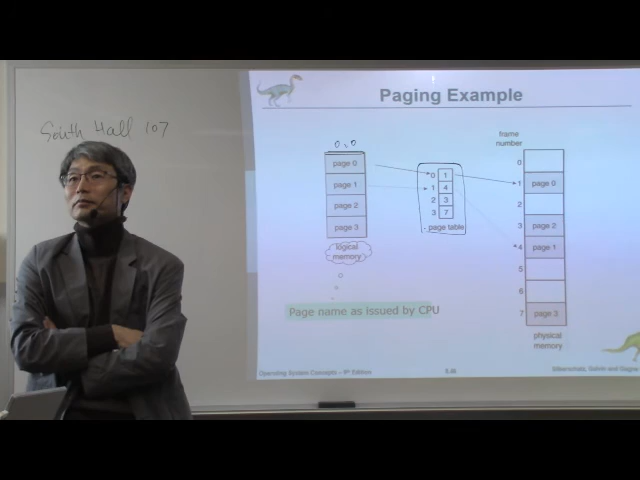 South Hall 107
Paging Example
0,0
page 0
page 1
page 2
page 3
logical
memory
0 1
1 4
2 3
3 7
page table
frame
number
0
1 page 0
2
3 page 2
4 page 1
5
6
7 page 3
physical
memory
Page name as issued by CPU
Operating System Concepts – 9th Edition
Silberschatz, Galvin and Gagne